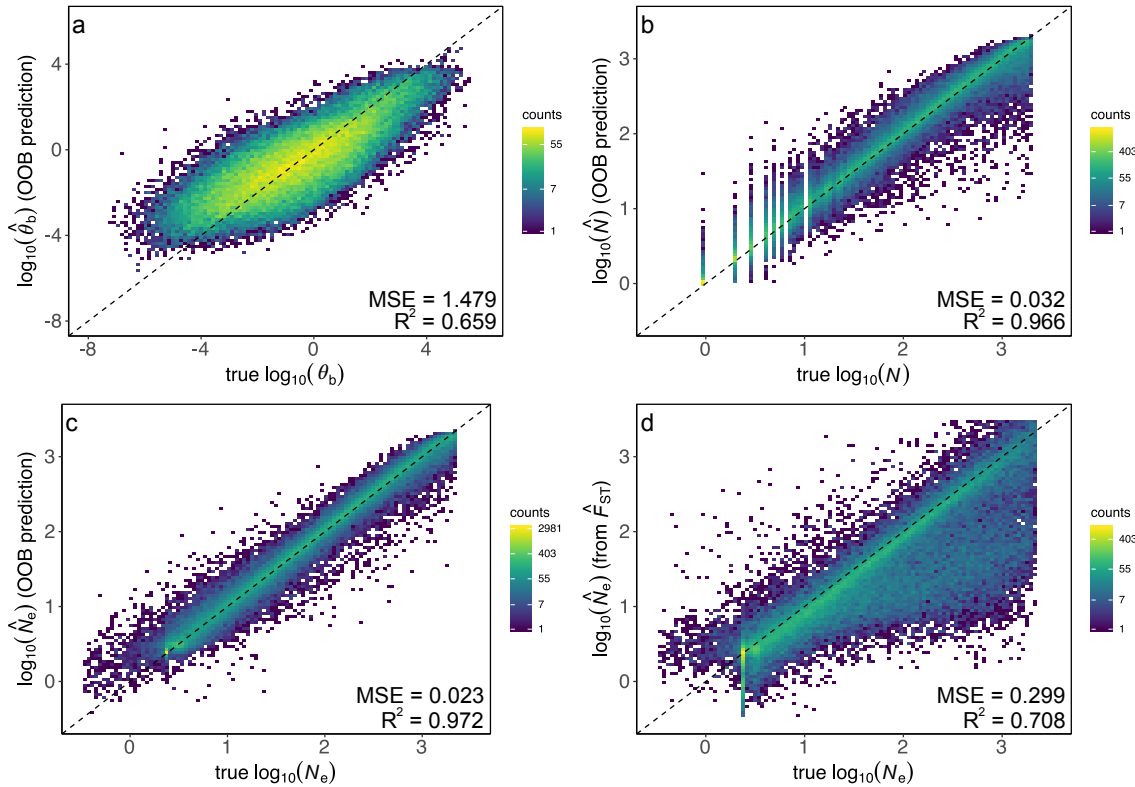 a
log₁₀(θ̂b) (OOB prediction)
4
0
-4
-8
-8 -4 0 4
true log₁₀(θb)
MSE = 1.479
R² = 0.659
counts
55
7
1
b
log₁₀(N̂) (OOB prediction)
3
2
1
0
0 1 2 3
true log₁₀(N)
MSE = 0.032
R² = 0.966
counts
403
55
7
1
c
log₁₀(N̂e) (OOB prediction)
3
2
1
0
0 1 2 3
true log₁₀(Ne)
MSE = 0.023
R² = 0.972
counts
2981
403
55
7
1
d
log₁₀(N̂e) (from F̂ST)
3
2
1
0
0 1 2 3
true log₁₀(Ne)
MSE = 0.299
R² = 0.708
counts
403
55
7
1